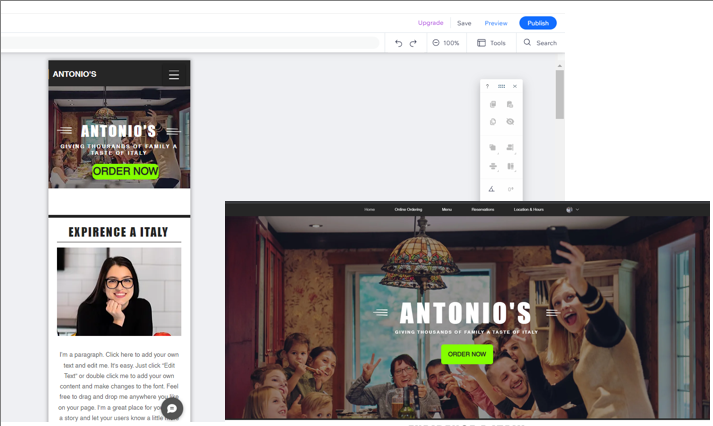 Upgrade
Save
Preview
Publish
100%
Tools
Search
ANTONIO'S
ANTONIO'S
GIVING THOUSANDS OF FAMILY A
TASTE OF ITALY
ORDER NOW
EXPIRENCE A ITALY
I'm a paragraph. Click here to add your own
text and edit me. It's easy. Just click "Edit
Text" or double click me to add your own
content and make changes to the font. Feel
free to drag and drop me anywhere you like
on your page. I'm a great place for you
a story and let your users know a little
?
Home
Online Ordering
Menu
Reservations
Location & Hours
ANTONIO'S
GIVING THOUSANDS OF FAMILY A TASTE OF ITALY
ORDER NOW